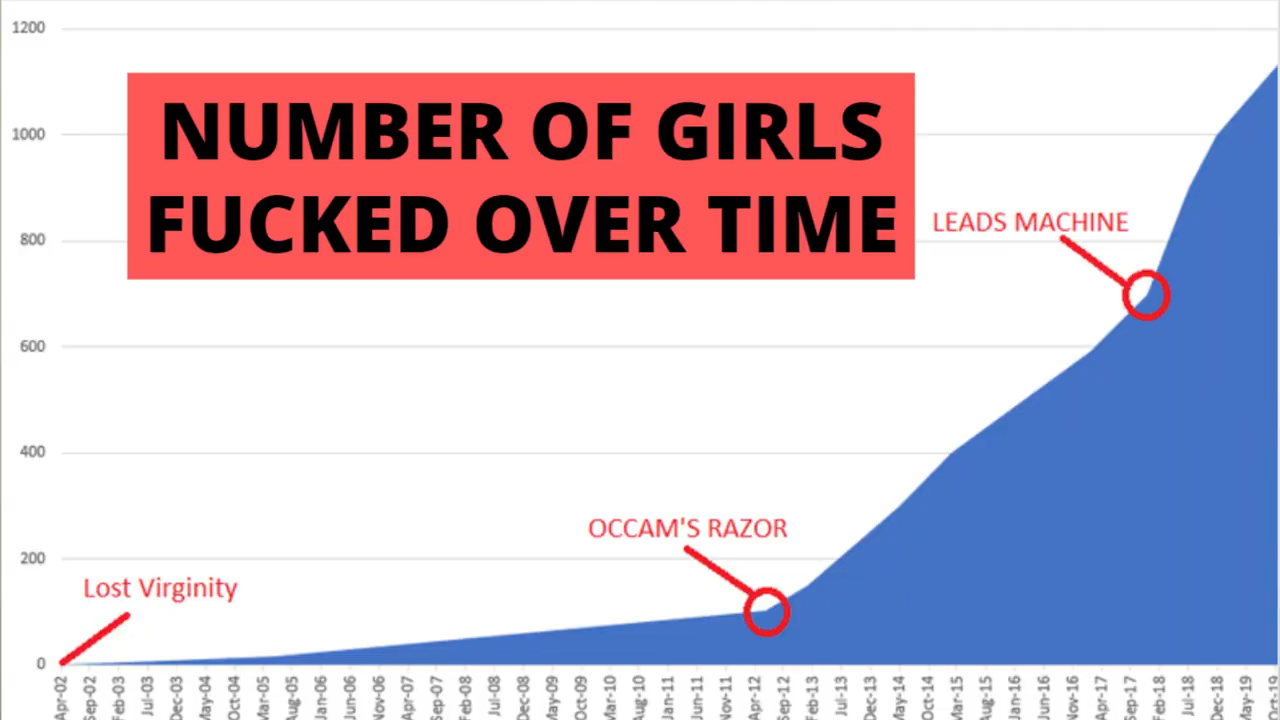 1200
NUMBER OF GIRLS
FUCKED OVER TIME
1000
LEADS MACHINE
800
600
400
OCCAM'S RAZOR
200
Lost Virginity
0
Apr-02
Sep-02
Feb-03
Jul-03
Dec-03
May-04
Oct-04
Mar-05
Aug-05
Jan-06
Jun-06
Nov-06
Apr-07
Sep-07
Feb-08
Jul-08
Dec-08
May-09
Oct-09
Mar-10
Aug-10
Jan-11
Jun-11
Nov-11
Apr-12
Sep-12
Feb-13
Jul-13
Dec-13
May-14
Oct-14
Mar-15
Aug-15
Jan-16
Jun-16
Nov-16
Apr-17
Sep-17
Feb-18
Jul-18
Dec-18
May-19
Oct-19